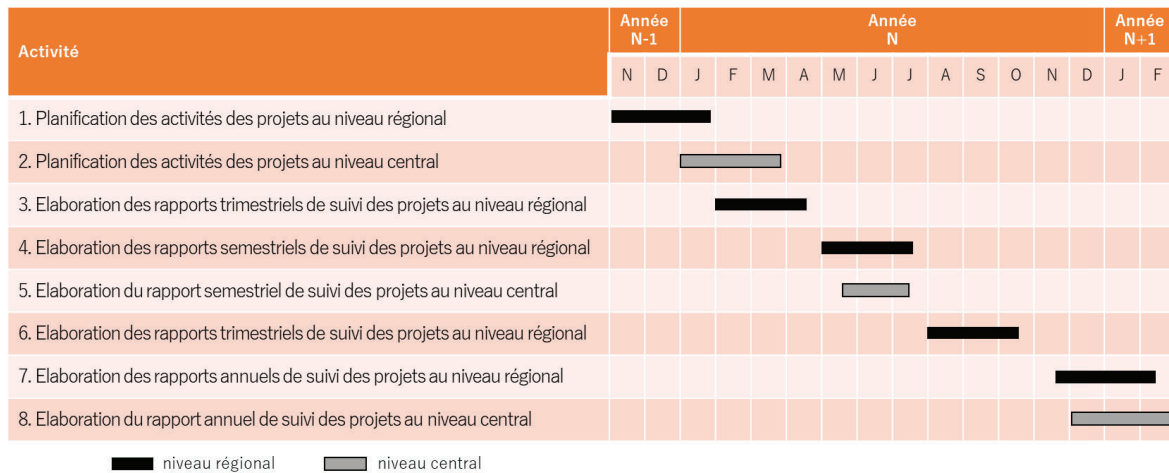 Activité
Année
N-1
Année
N
Année
N+1
N D J F M A M J J A S O N D J F
1. Planification des activités des projets au niveau régional
2. Planification des activités des projets au niveau central
3. Elaboration des rapports trimestriels de suivi des projets au niveau régional
4. Elaboration des rapports semestriels de suivi des projets au niveau régional
5. Elaboration du rapport semestriel de suivi des projets au niveau central
6. Elaboration des rapports trimestriels de suivi des projets au niveau régional
7. Elaboration des rapports annuels de suivi des projets au niveau régional
8. Elaboration du rapport annuel de suivi des projets au niveau central
niveau régional niveau central